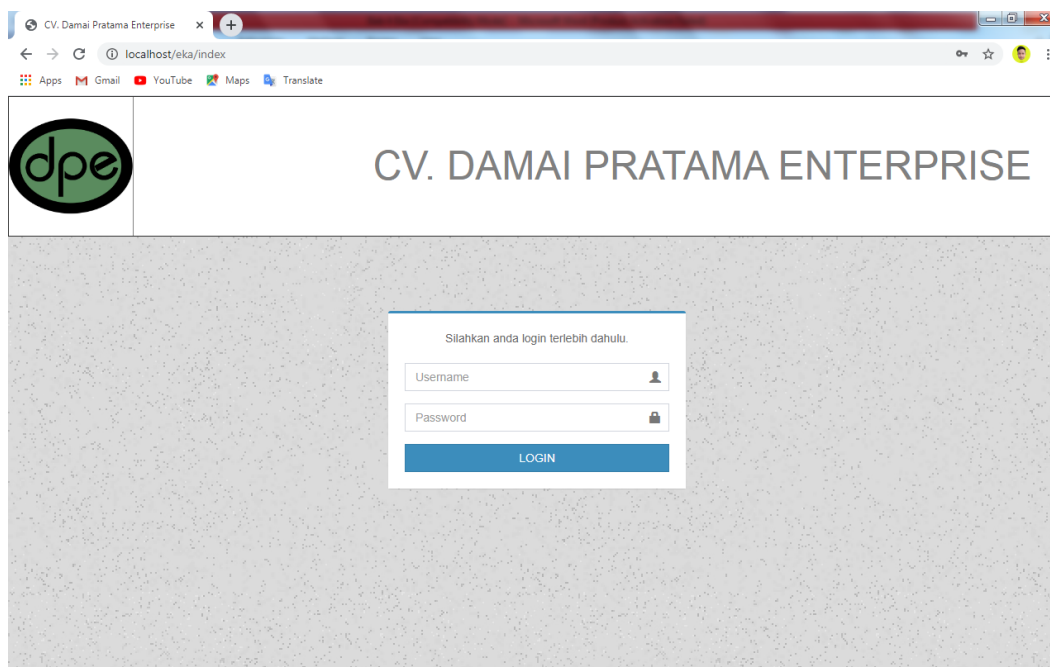 CV. Damai Pratama Enterprise
localhost/eka/index
Apps Gmail YouTube Maps Translate
dpe
CV. DAMAI PRATAMA ENTERPRISE
Silahkan anda login terlebih dahulu.
Username
Password
LOGIN